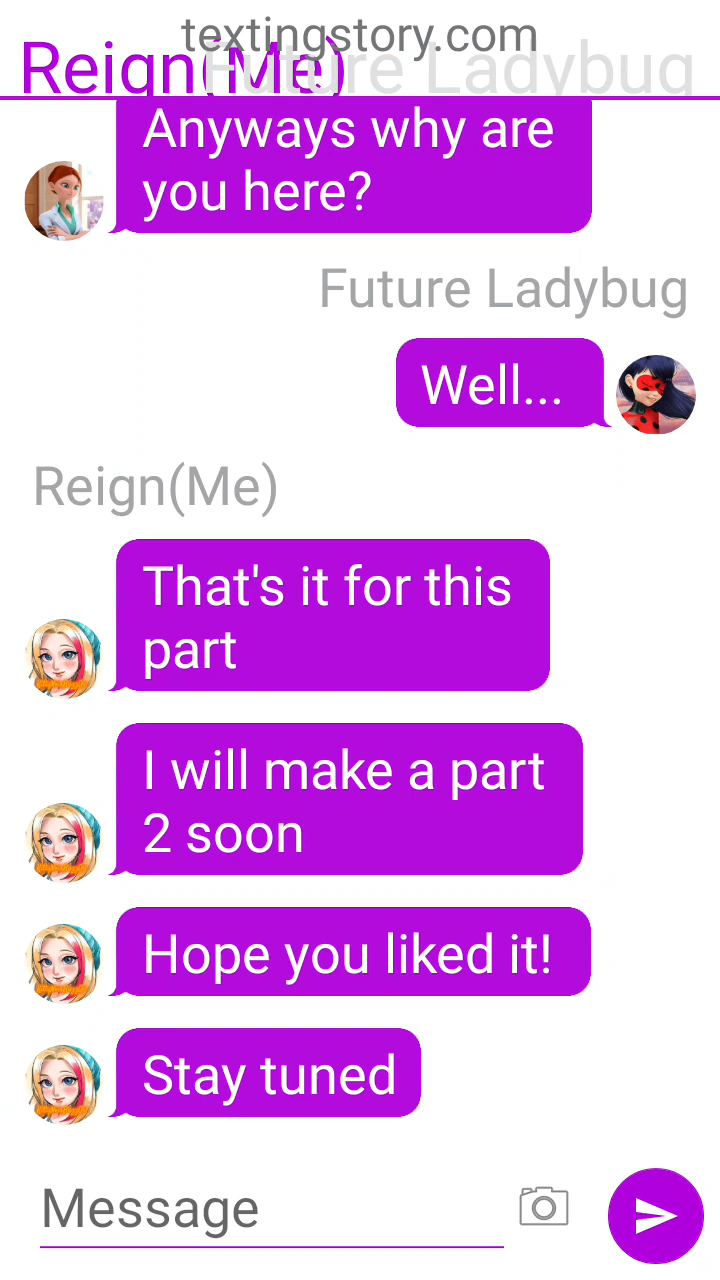 textingstory.com
Reign(Me)
Future Ladybug
Anyways why are
you here?
Future Ladybug
Well...
Reign(Me)
That's it for this
part
I will make a part
2 soon
Hope you liked it!
Stay tuned
Message